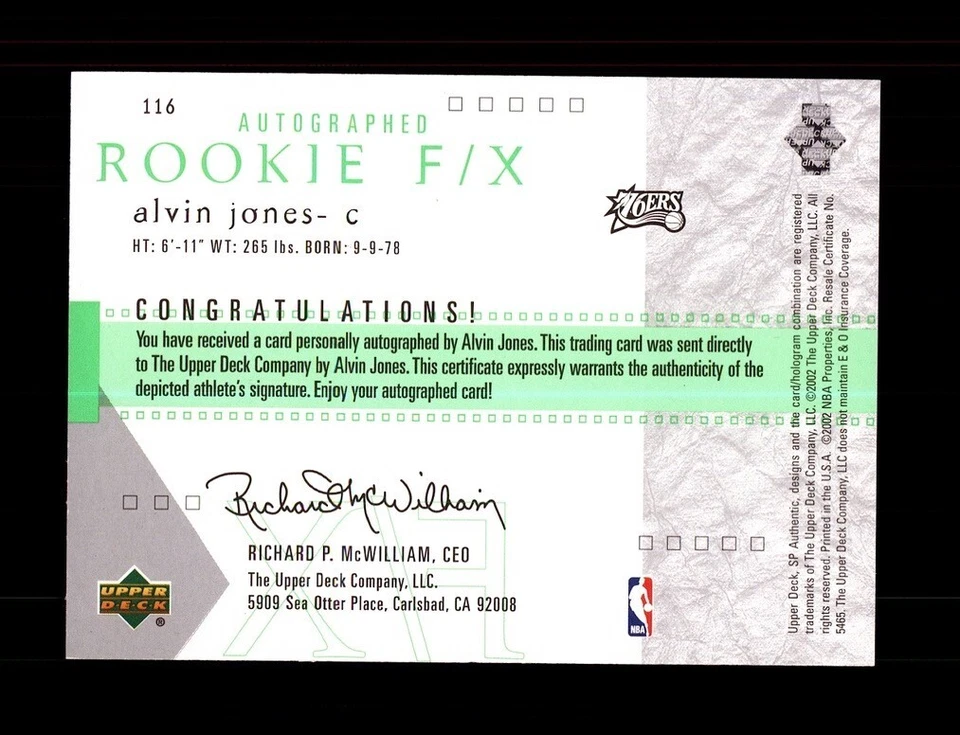 116
AUTOGRAPHED
ROOKIE F/X
alvin jones- c
HT: 6'-11" WT: 265 lbs. BORN: 9-9-78
76ERS
CONGRATULATIONS!
You have received a card personally autographed by Alvin Jones. This trading card was sent directly
to The Upper Deck Company by Alvin Jones. This certificate expressly warrants the authenticity of the
depicted athlete's signature. Enjoy your autographed card!
Richard McWilliam
RICHARD P. McWILLIAM, CEO
The Upper Deck Company, LLC.
5909 Sea Otter Place, Carlsbad, CA 92008
F/X
UPPER
DECK
®
NBA
Upper Deck, SP Authentic, designs and the card/hologram combination are registered
trademarks of The Upper Deck Company, LLC. ©2002 The Upper Deck Company, LLC. All
rights reserved. Printed in the U.S.A. ©2002 NBA Properties, Inc. Resale Certificate No.
5465. The Upper Deck Company, LLC does not maintain E & O Insurance Coverage.